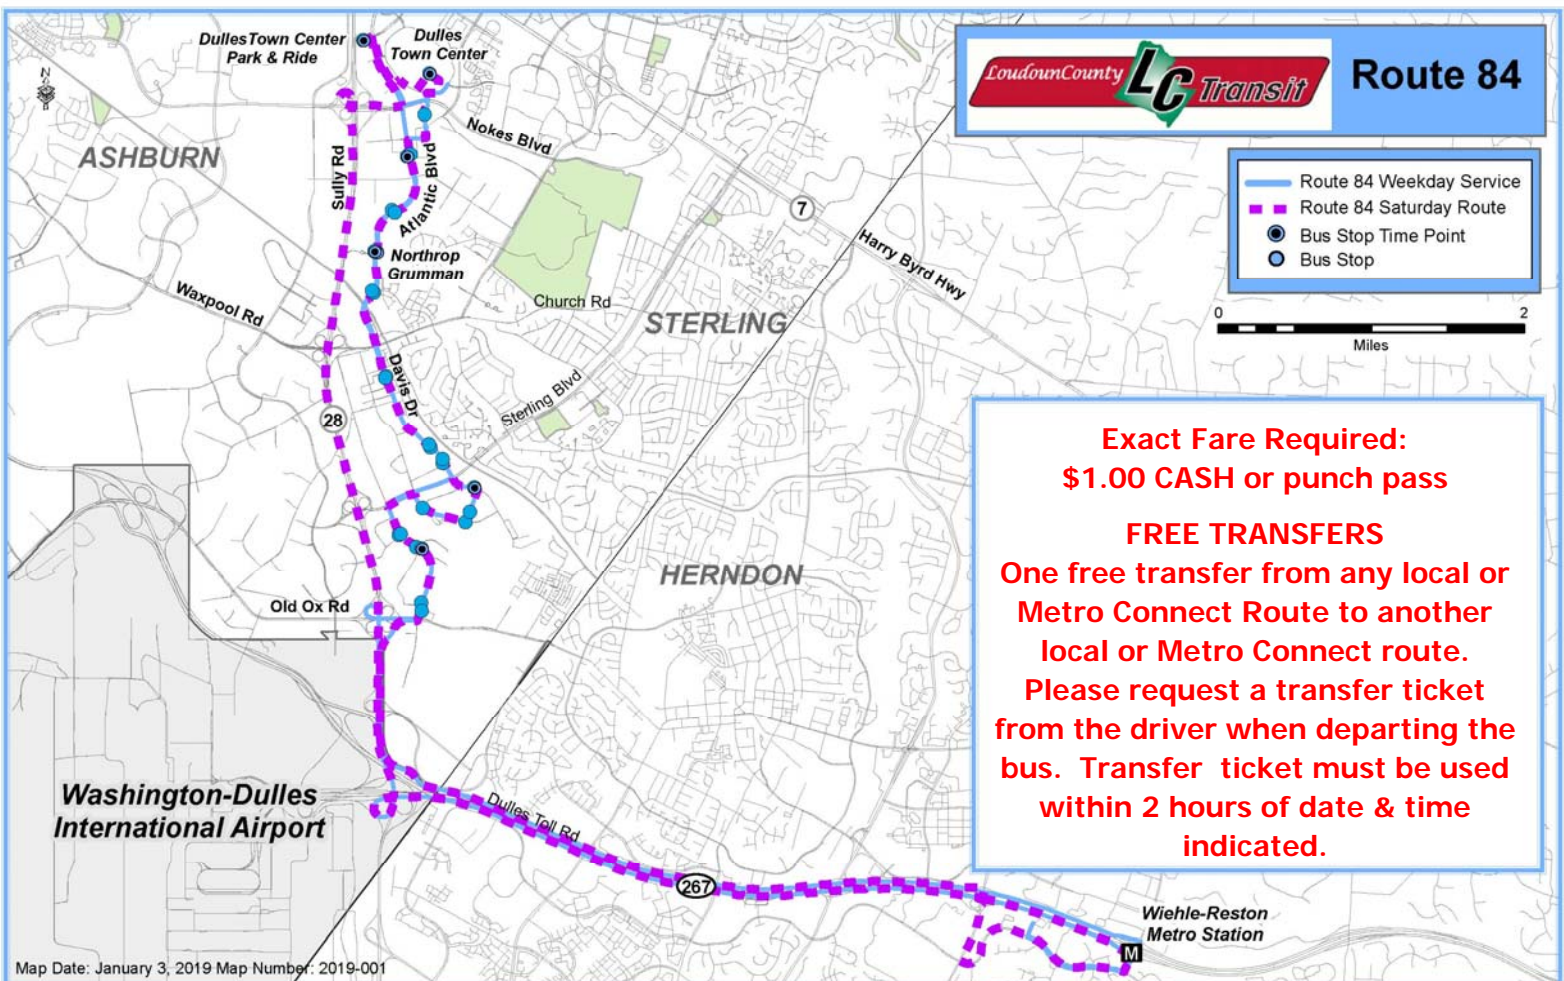 Dulles Town Center
Park & Ride
Dulles
Town Center
N
LoudounCounty LC Transit
Route 84
ASHBURN
Nokes Blvd
Sully Rd
Atlantic Blvd
Route 84 Weekday Service
Route 84 Saturday Route
Bus Stop Time Point
Bus Stop
7
Harry Byrd Hwy
Northrop
Grumman
Waxpool Rd
Church Rd
STERLING
0 2
Miles
Davis Dr
Sterling Blvd
28
Exact Fare Required:
$1.00 CASH or punch pass
FREE TRANSFERS
One free transfer from any local or
Metro Connect Route to another
local or Metro Connect route.
Please request a transfer ticket
from the driver when departing the
bus. Transfer ticket must be used
within 2 hours of date & time
indicated.
HERNDON
Old Ox Rd
Washington-Dulles
International Airport
Dulles Toll Rd
267
Wiehle-Reston
Metro Station
M
Map Date: January 3, 2019 Map Number: 2019-001